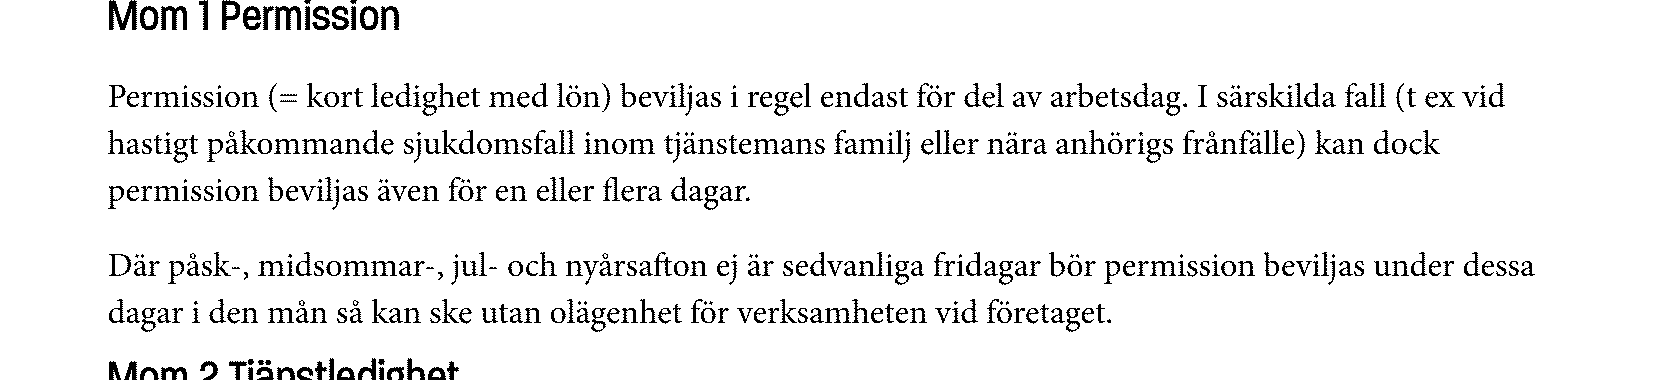 Mom 1 Permission
Permission (= kort ledighet med lön) beviljas i regel endast för del av arbetsdag. I särskilda fall (t ex vid
hastigt påkommande sjukdomsfall inom tjänstemans familj eller nära anhörigs frånfälle) kan dock
permission beviljas även för en eller flera dagar.
Där påsk-, midsommar-, jul- och nyårsafton ej är sedvanliga fridagar bör permission beviljas under dessa
dagar i den mån så kan ske utan olägenhet för verksamheten vid företaget.
Mom 2 Tjänstledighet